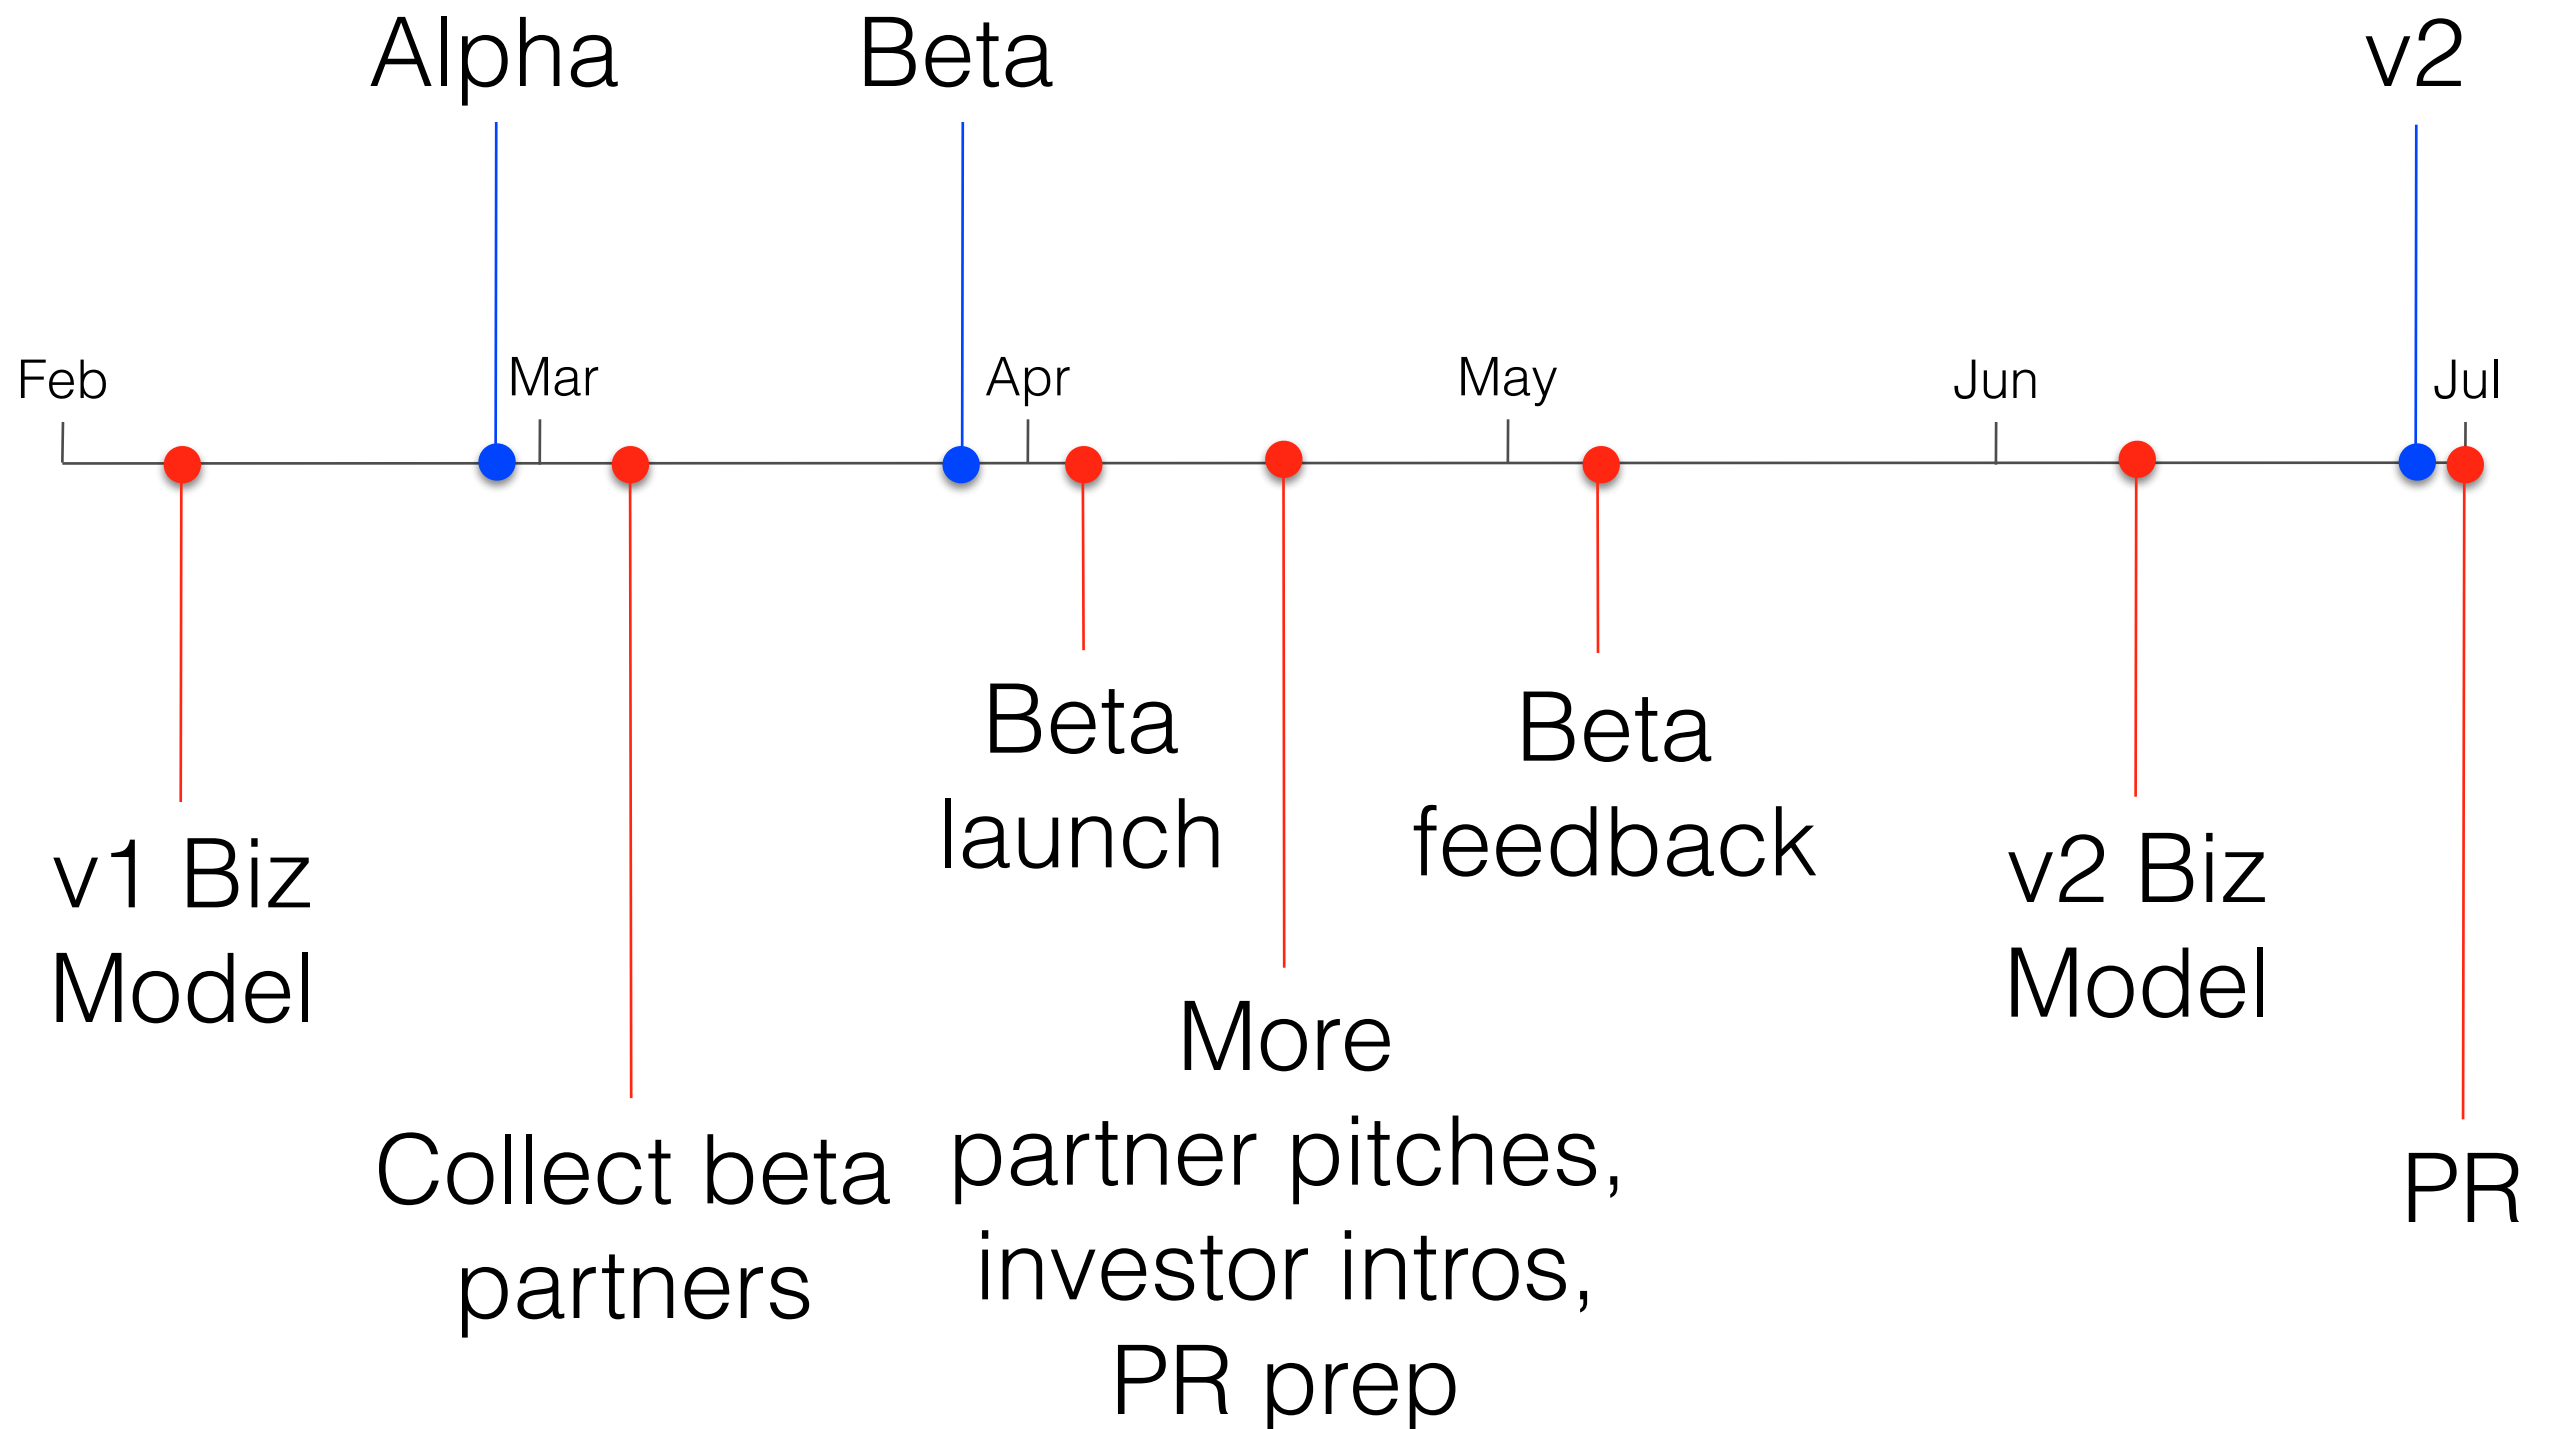 Alpha
Beta
v2
Feb
Mar
Apr
May
Jun
Jul
v1 Biz
Model
Collect beta
partners
Beta
launch
More
partner pitches,
investor intros,
PR prep
Beta
feedback
v2 Biz
Model
PR